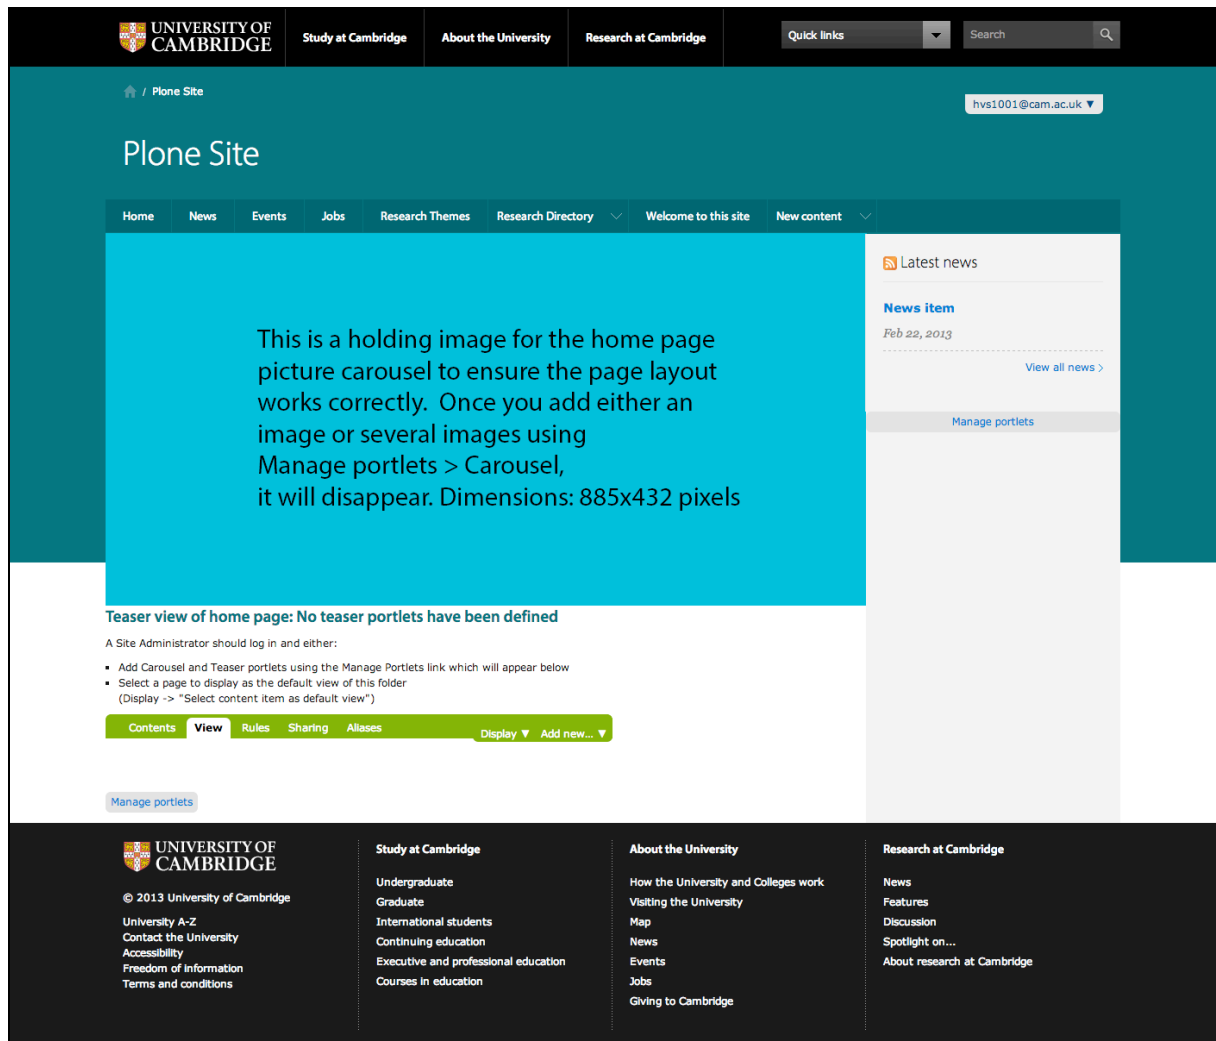 UNIVERSITY OF
CAMBRIDGE
Study at Cambridge
About the University
Research at Cambridge
Quick links
Search
/ Plone Site
hvs1001@cam.ac.uk ▼
Plone Site
Home
News
Events
Jobs
Research Themes
Research Directory
Welcome to this site
New content
This is a holding image for the home page
picture carousel to ensure the page layout
works correctly. Once you add either an
image or several images using
Manage portlets > Carousel,
it will disappear. Dimensions: 885x432 pixels
Latest news
News item
Feb 22, 2013
View all news >
Manage portlets
Teaser view of home page: No teaser portlets have been defined
A Site Administrator should log in and either:
▪ Add Carousel and Teaser portlets using the Manage Portlets link which will appear below
▪ Select a page to display as the default view of this folder
(Display -> "Select content item as default view")
Contents
View
Rules
Sharing
Aliases
Display ▼
Add new... ▼
Manage portlets
UNIVERSITY OF
CAMBRIDGE
© 2013 University of Cambridge
University A-Z
Contact the University
Accessibility
Freedom of information
Terms and conditions
Study at Cambridge
Undergraduate
Graduate
International students
Continuing education
Executive and professional education
Courses in education
About the University
How the University and Colleges work
Visiting the University
Map
News
Events
Jobs
Giving to Cambridge
Research at Cambridge
News
Features
Discussion
Spotlight on...
About research at Cambridge